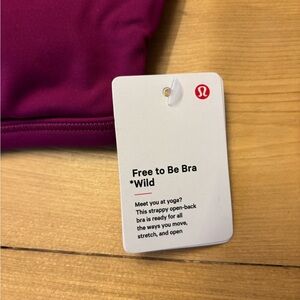 Free to Be Bra
*Wild
Meet you at yoga?
This strappy open-back
bra is ready for all
the ways you move,
stretch, and open